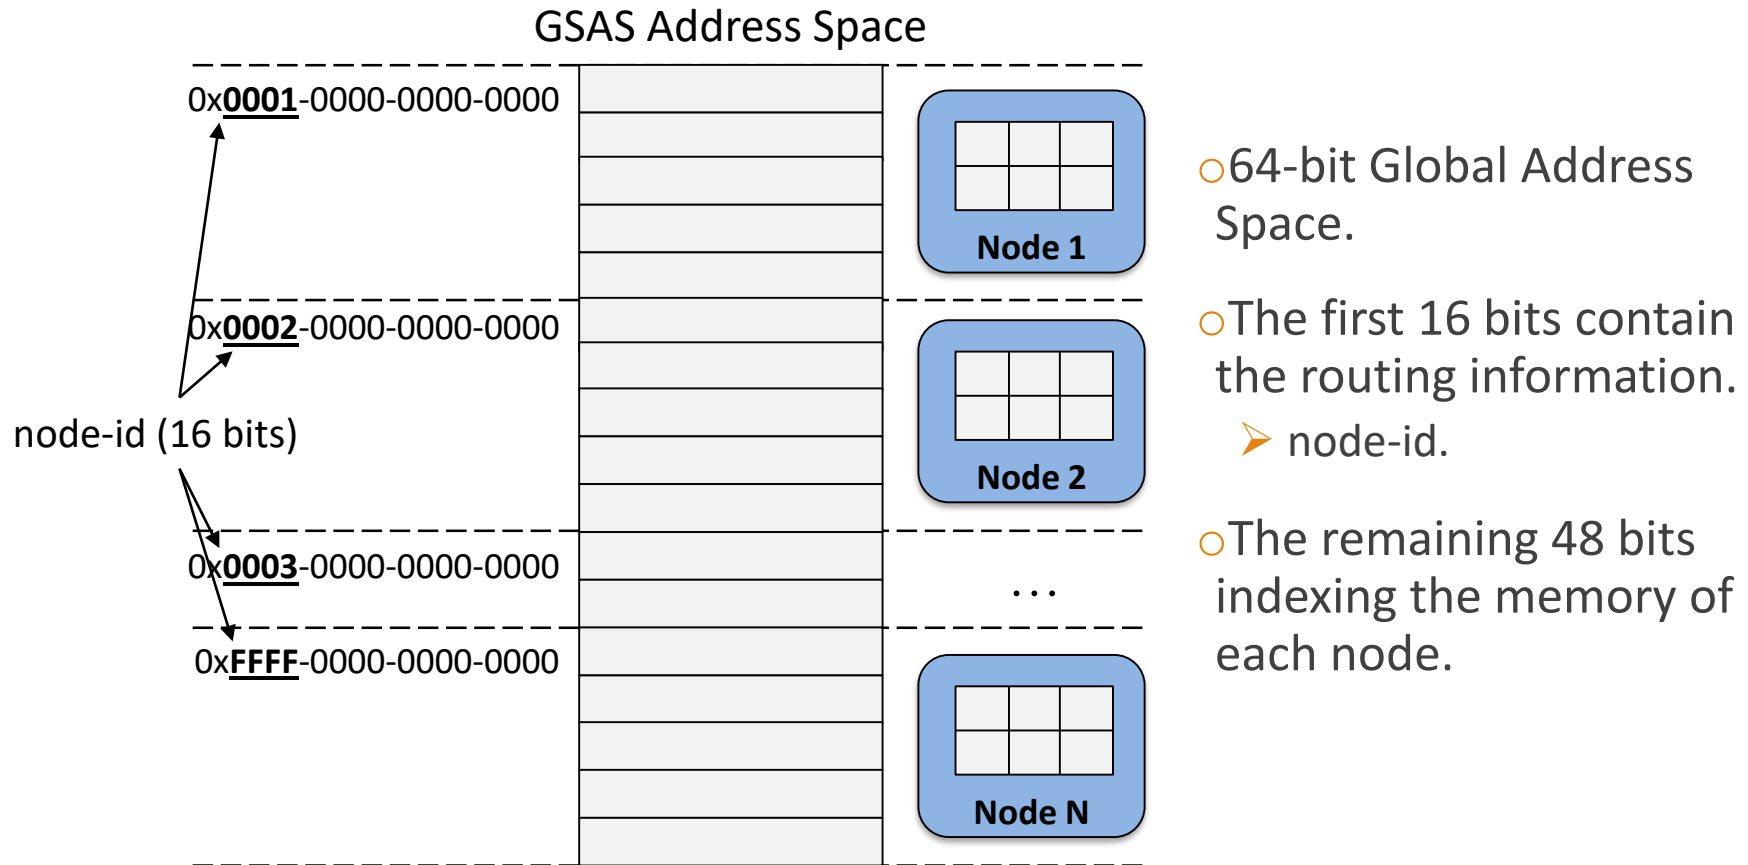 GSAS Address Space
0x0001-0000-0000-0000
0x0002-0000-0000-0000
node-id (16 bits)
0x0003-0000-0000-0000
0xFFFF-0000-0000-0000
Node 1
Node 2
...
Node N
64-bit Global Address
Space.
The first 16 bits contain
the routing information.
node-id.
The remaining 48 bits
indexing the memory of
each node.